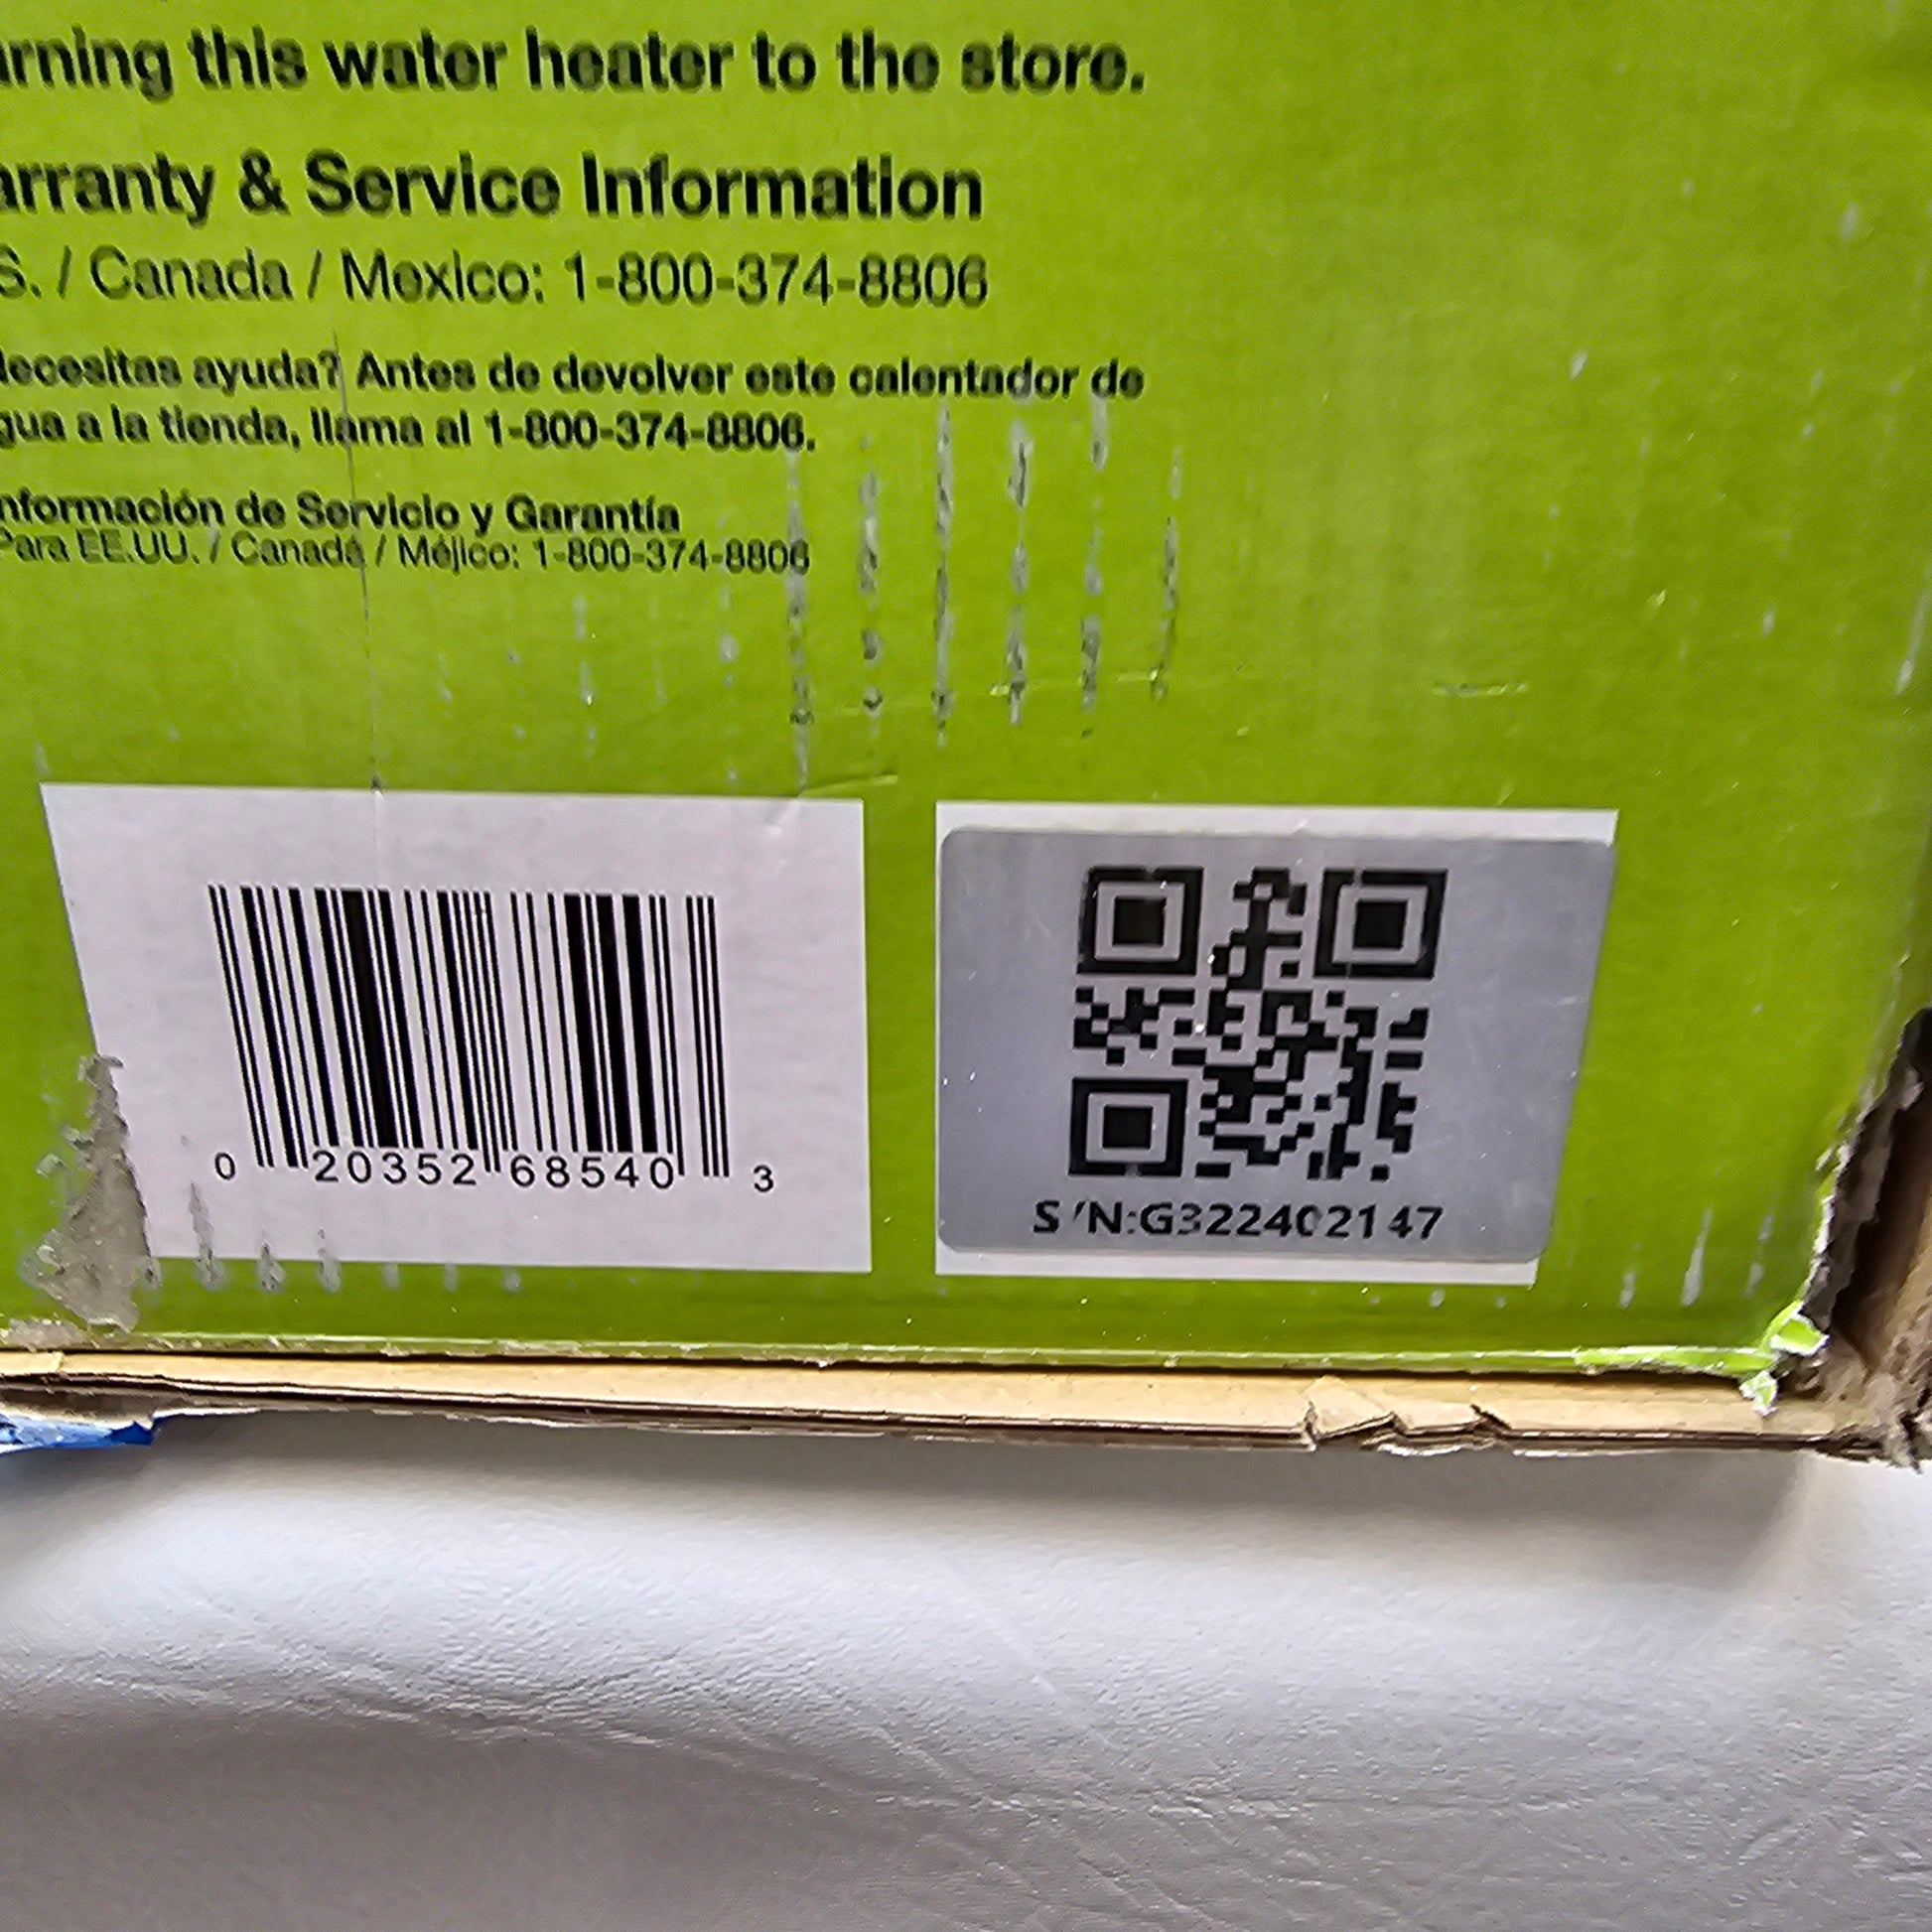 rning this water heater to the store.
arranty & Service Information
S. / Canada / Mexico: 1-800-374-8806
ecesitas ayuda? Antes de devolver este calentador de
gua a la tienda, llama al 1-800-374-8806.
nformación de Servicio y Garantía
Para EE.UU. / Canadá / Méjico: 1-800-374-8806
0 20352 68540 3
S/N:G322402147